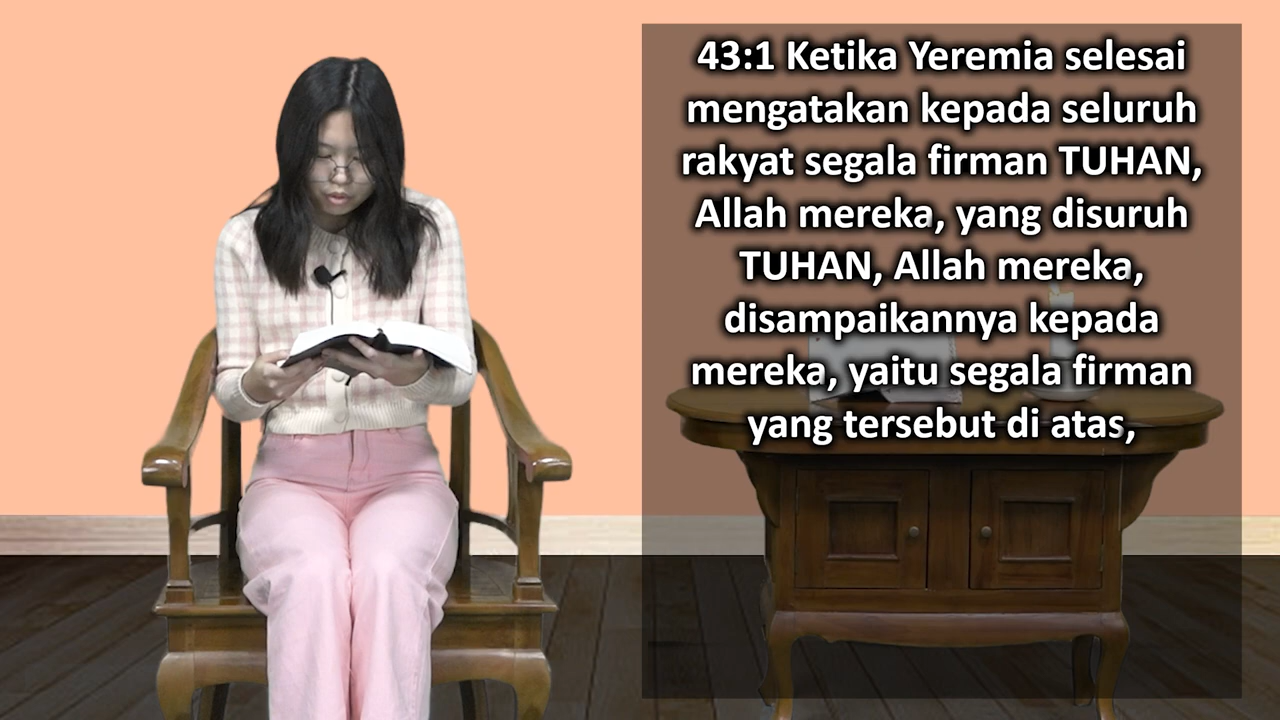 43:1 Ketika Yeremia selesai
mengatakan kepada seluruh
rakyat segala firman TUHAN,
Allah mereka, yang disuruh
TUHAN, Allah mereka,
disampaikannya kepada
mereka, yaitu segala firman
yang tersebut di atas,